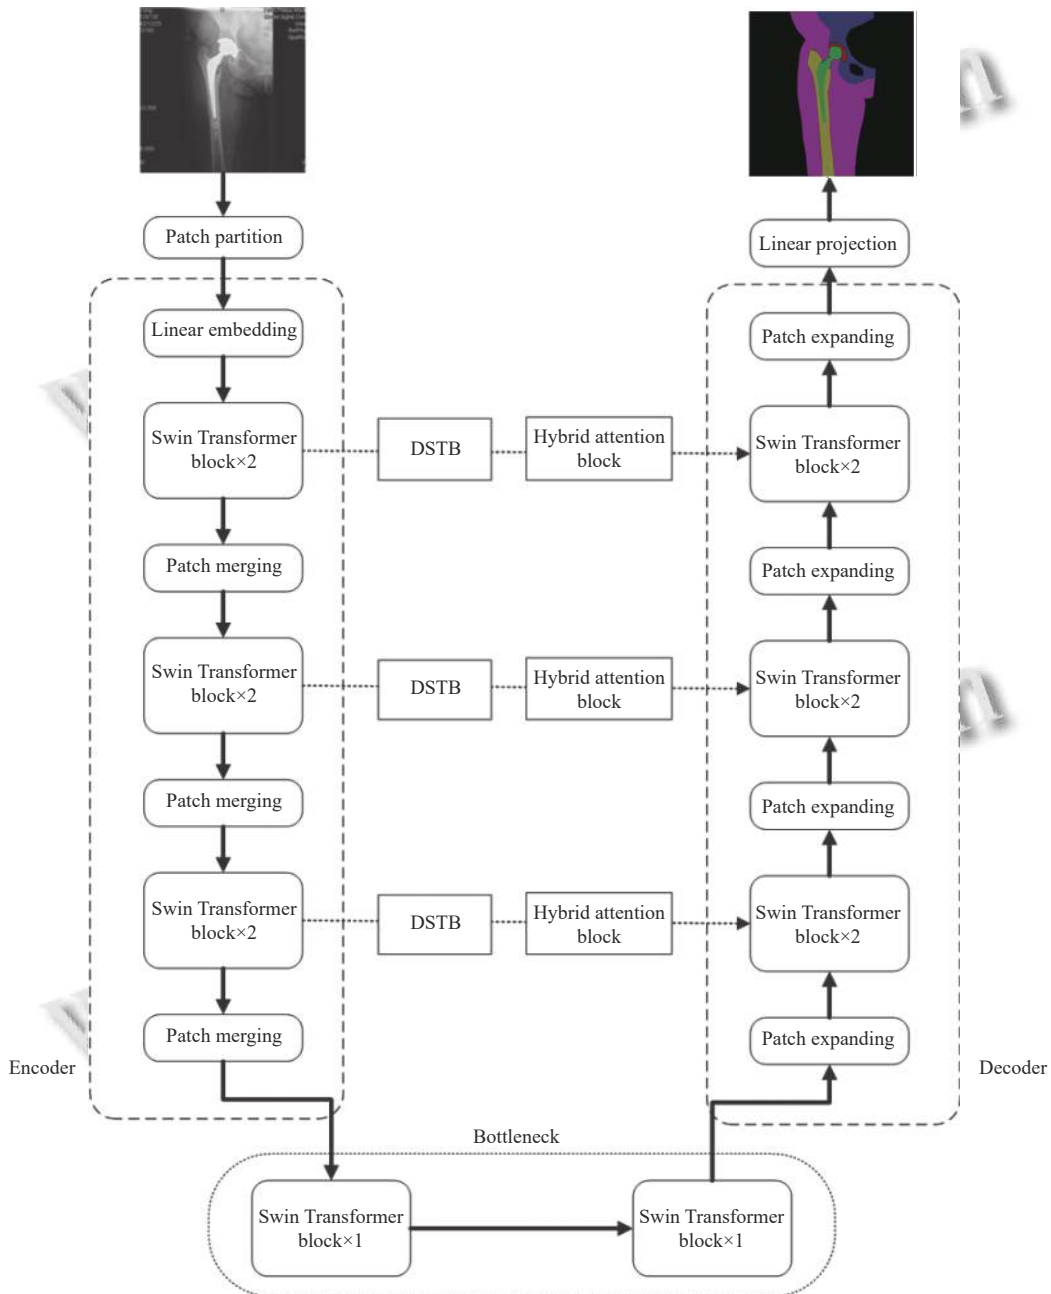 Patch partition
Linear embedding
Swin Transformer
block×2
Patch merging
Swin Transformer
block×2
Patch merging
Swin Transformer
block×2
Patch merging
Encoder
DSTB
Hybrid attention
block
DSTB
Hybrid attention
block
DSTB
Hybrid attention
block
Linear projection
Patch expanding
Swin Transformer
block×2
Patch expanding
Swin Transformer
block×2
Patch expanding
Swin Transformer
block×2
Patch expanding
Decoder
Bottleneck
Swin Transformer
block×1
Swin Transformer
block×1